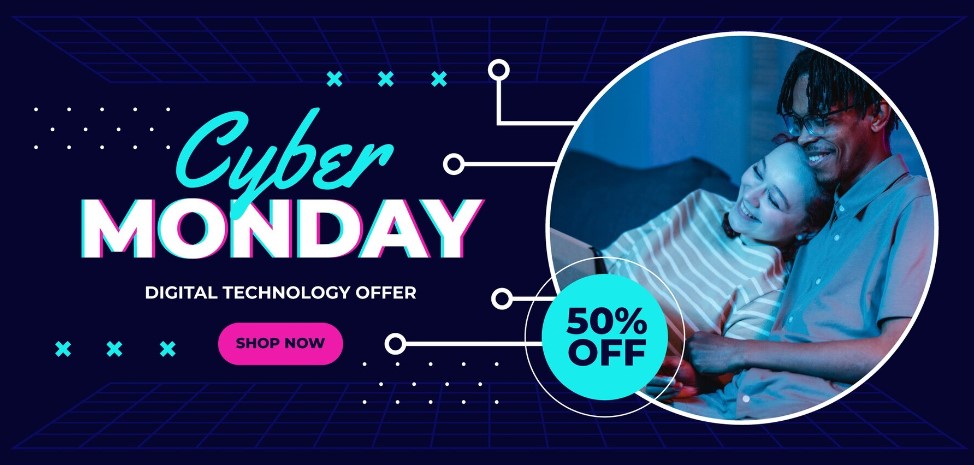 Cyber
MONDAY
DIGITAL TECHNOLOGY OFFER
SHOP NOW
50%
OFF